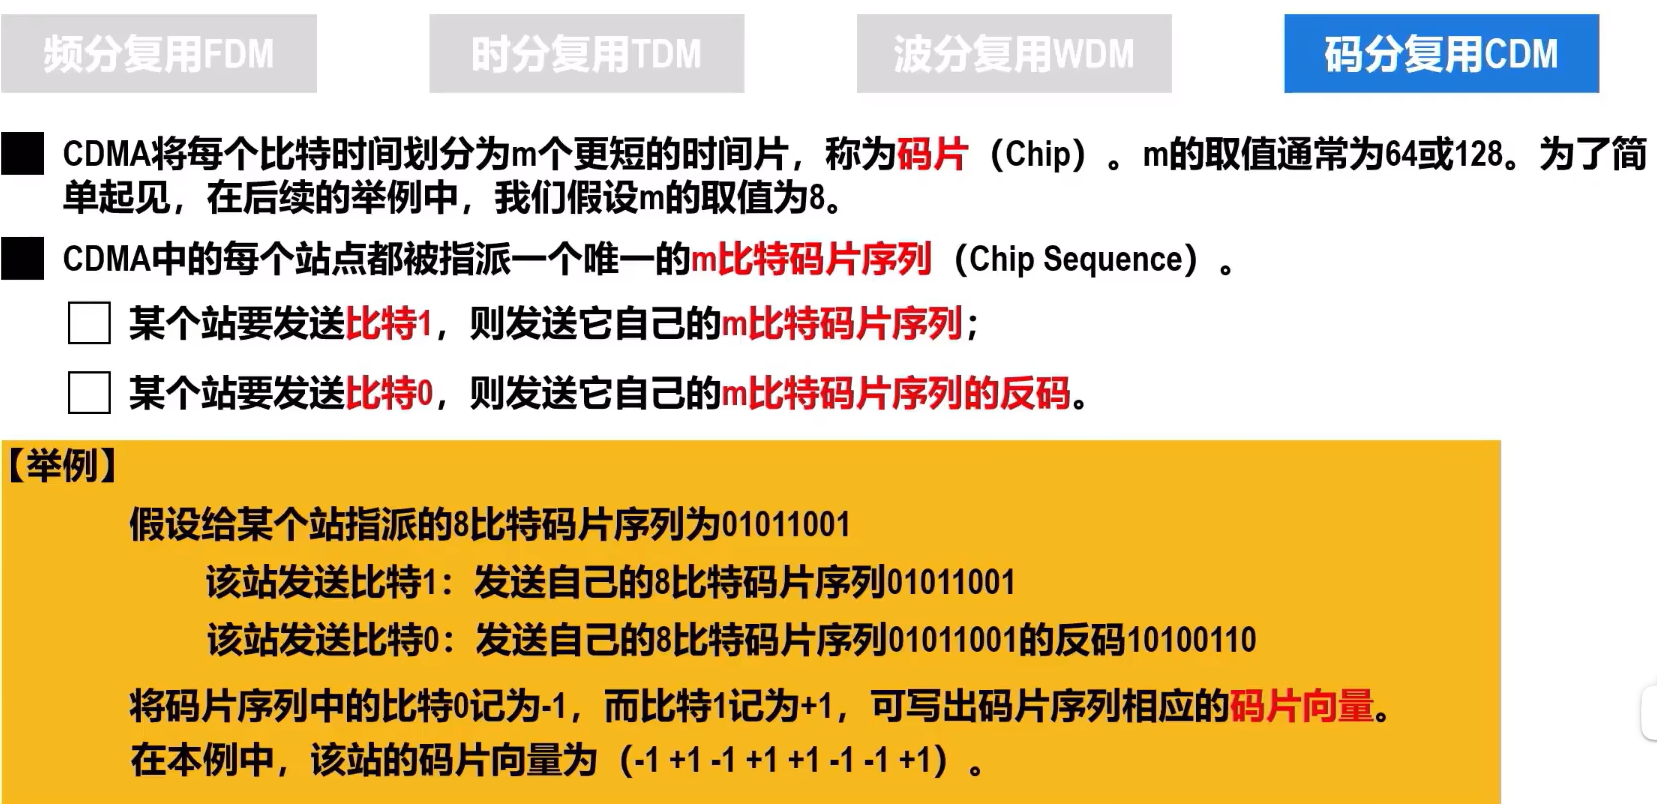 频分复用FDM 时分复用TDM 波分复用WDM 码分复用CDM
CDMA将每个比特时间划分为m个更短的时间片，称为码片（Chip）。m的取值通常为64或128。为了简
单起见，在后续的举例中，我们假设m的取值为8。
CDMA中的每个站点都被指派一个唯一的m比特码片序列（Chip Sequence）。
某个站要发送比特1，则发送它自己的m比特码片序列；
某个站要发送比特0，则发送它自己的m比特码片序列的反码。
【举例】
假设给某个站指派的8比特码片序列为01011001
该站发送比特1：发送自己的8比特码片序列01011001
该站发送比特0：发送自己的8比特码片序列01011001的反码10100110
将码片序列中的比特0记为-1，而比特1记为+1，可写出码片序列相应的码片向量。
在本例中，该站的码片向量为（-1 +1 -1 +1 +1 -1 -1 +1）。